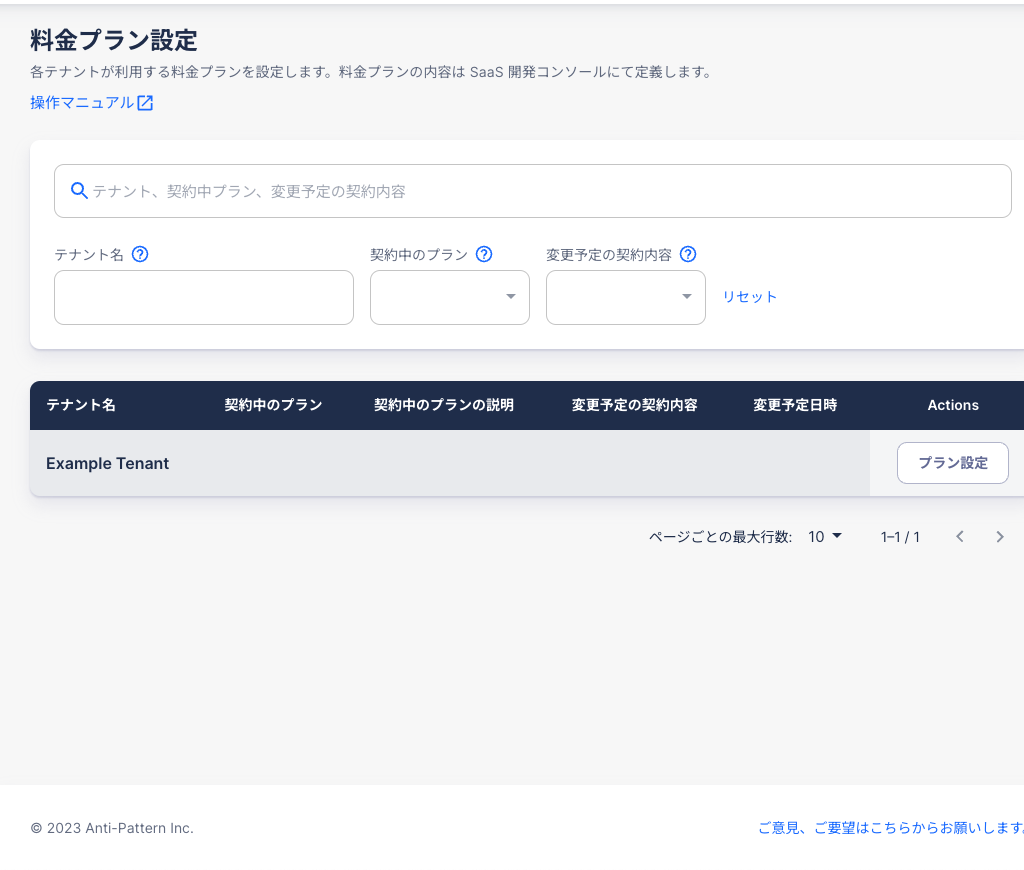 料金プラン設定
各テナントが利用する料金プランを設定します。料金プランの内容は SaaS 開発コンソールにて定義します。
操作マニュアル
テナント、契約中プラン、変更予定の契約内容
テナント名 契約中のプラン 変更予定の契約内容
リセット
テナント名 契約中のプラン 契約中のプランの説明 変更予定の契約内容 変更予定日時 Actions
Example Tenant プラン設定
ページごとの最大行数: 10 1–1 / 1
© 2023 Anti-Pattern Inc. ご意見、ご要望はこちらからお願いします。